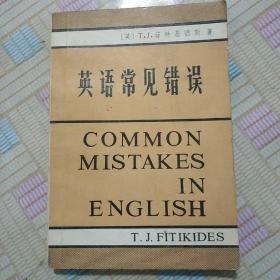 [英] T.J.菲蒂基德斯 著
英语常见错误
COMMON
MISTAKES
IN
ENGLISH
T. J. FITIKIDES